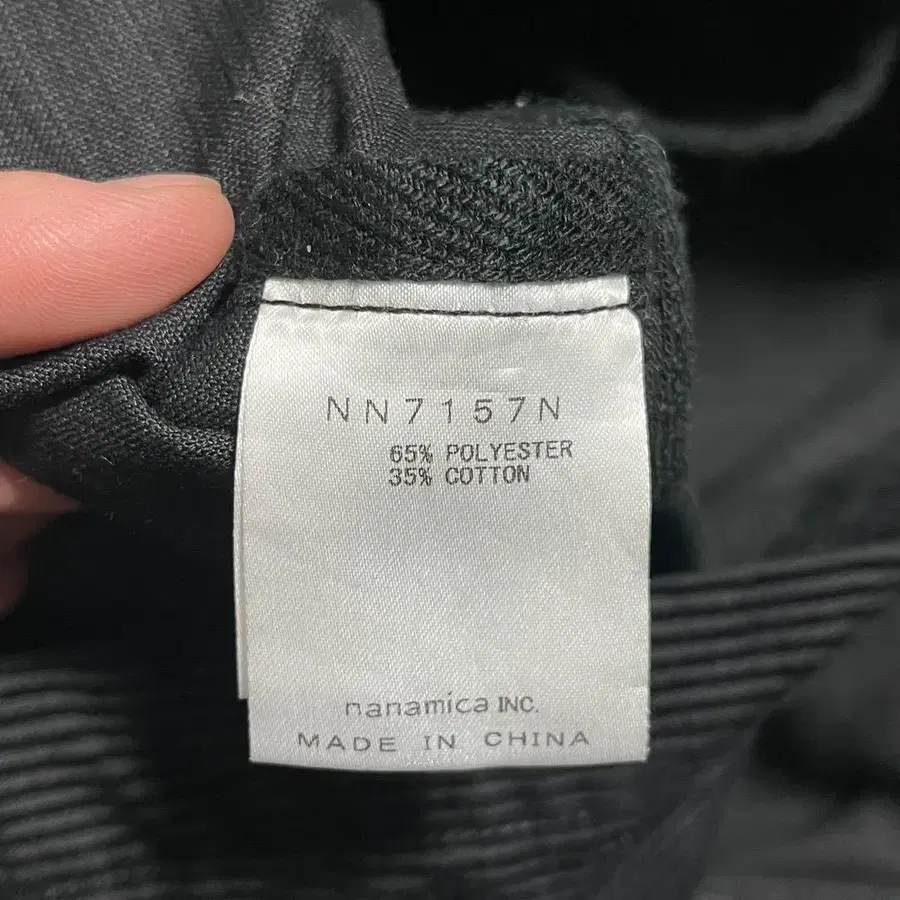 NN7157N
65% POLYESTER
35% COTTON
nanamica INC.
MADE IN CHINA